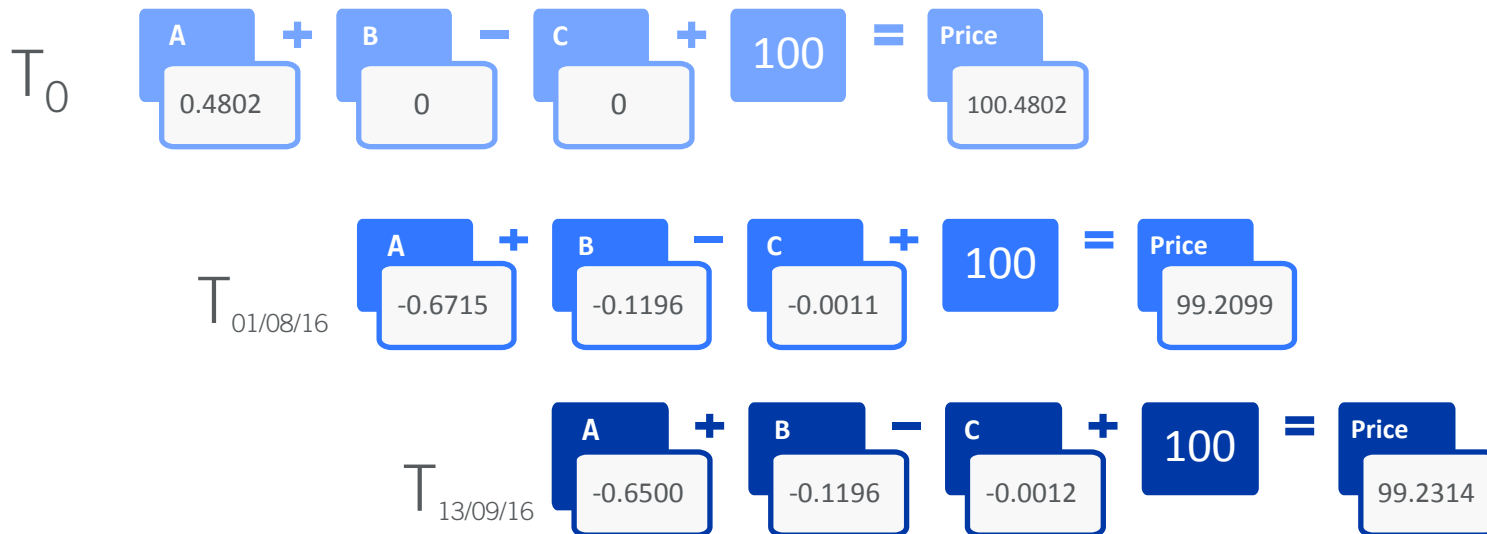 T0 A + B − C + 100 = Price
0.4802 0 0 100.4802
T01/08/16 A + B − C + 100 = Price
-0.6715 -0.1196 -0.0011 99.2099
T13/09/16 A + B − C + 100 = Price
-0.6500 -0.1196 -0.0012 99.2314